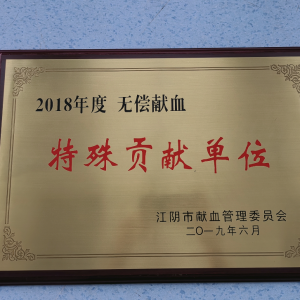 2018年度 无偿献血
特殊贡献单位
江阴市献血管理委员会
二〇一九年六月